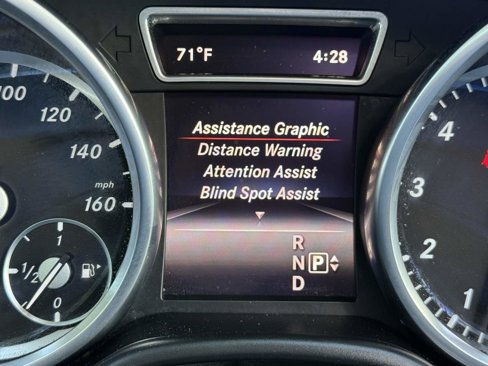 71°F 4:28
100
120
140
mph
160
Assistance Graphic
Distance Warning
Attention Assist
Blind Spot Assist
R
N P
D
1
1/2
0
4
3
2
1